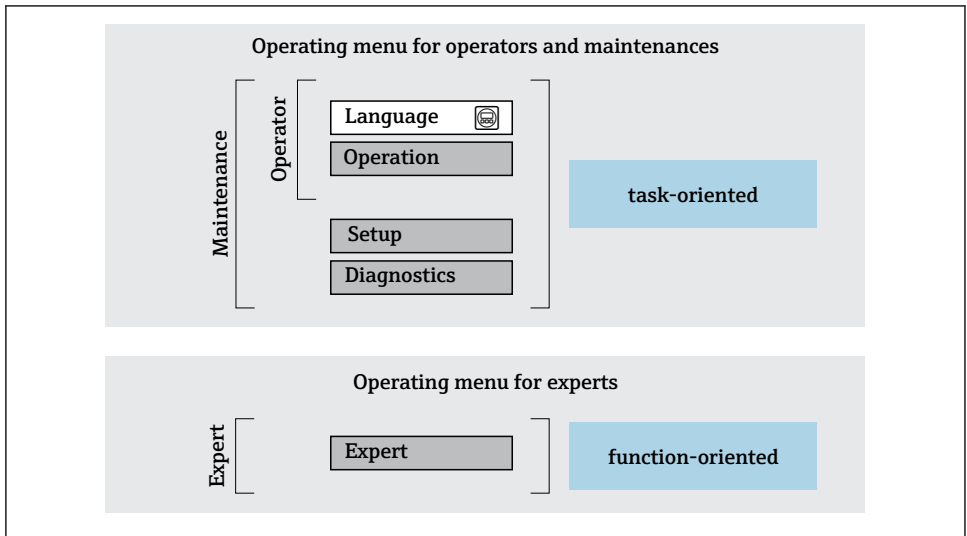 Operating menu for operators and maintenances
Maintenance
Operator
Language
Operation
Setup
Diagnostics
task-oriented
Operating menu for experts
Expert
Expert
function-oriented